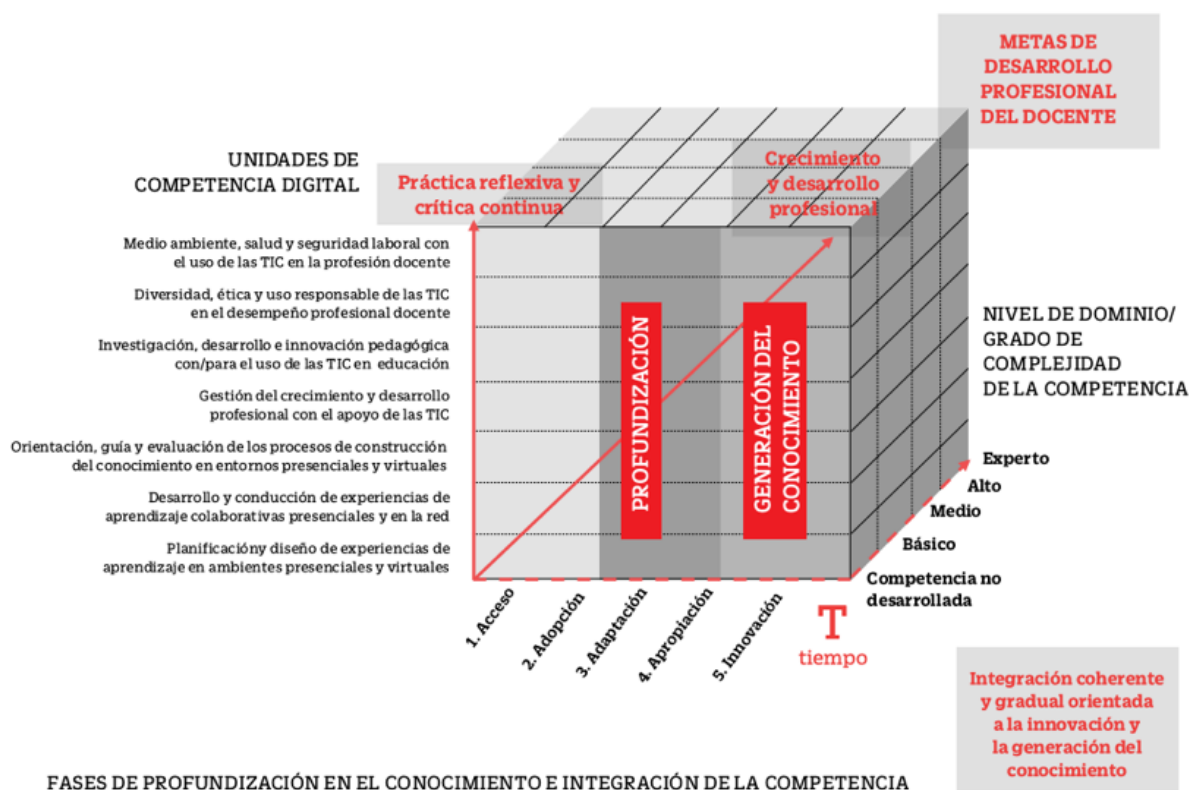 METAS DE
DESARROLLO
PROFESIONAL
DEL DOCENTE
UNIDADES DE
COMPETENCIA DIGITAL
Práctica reflexiva y
crítica continua
Crecimiento
y desarrollo
profesional
Medio ambiente, salud y seguridad laboral con
el uso de las TIC en la profesión docente
Diversidad, ética y uso responsable de las TIC
en el desempeño profesional docente
Investigación, desarrollo e innovación pedagógica
con/para el uso de las TIC en educación
Gestión del crecimiento y desarrollo
profesional con el apoyo de las TIC
Orientación, guía y evaluación de los procesos de construcción
del conocimiento en entornos presenciales y virtuales
Desarrollo y conducción de experiencias de
aprendizaje colaborativas presenciales y en la red
Planificacióny diseño de experiencias de
aprendizaje en ambientes presenciales y virtuales
PROFUNDIZACIÓN
GENERACIÓN DEL
CONOCIMIENTO
NIVEL DE DOMINIO/
GRADO DE
COMPLEJIDAD
DE LA COMPETENCIA
Experto
Alto
Medio
Básico
Competencia no
desarrollada
1. Acceso
2. Adopción
3. Adaptación
4. Apropiación
5. Innovación
T
tiempo
Integración coherente
y gradual orientada
a la innovación y
la generación del
conocimiento
FASES DE PROFUNDIZACIÓN EN EL CONOCIMIENTO E INTEGRACIÓN DE LA COMPETENCIA